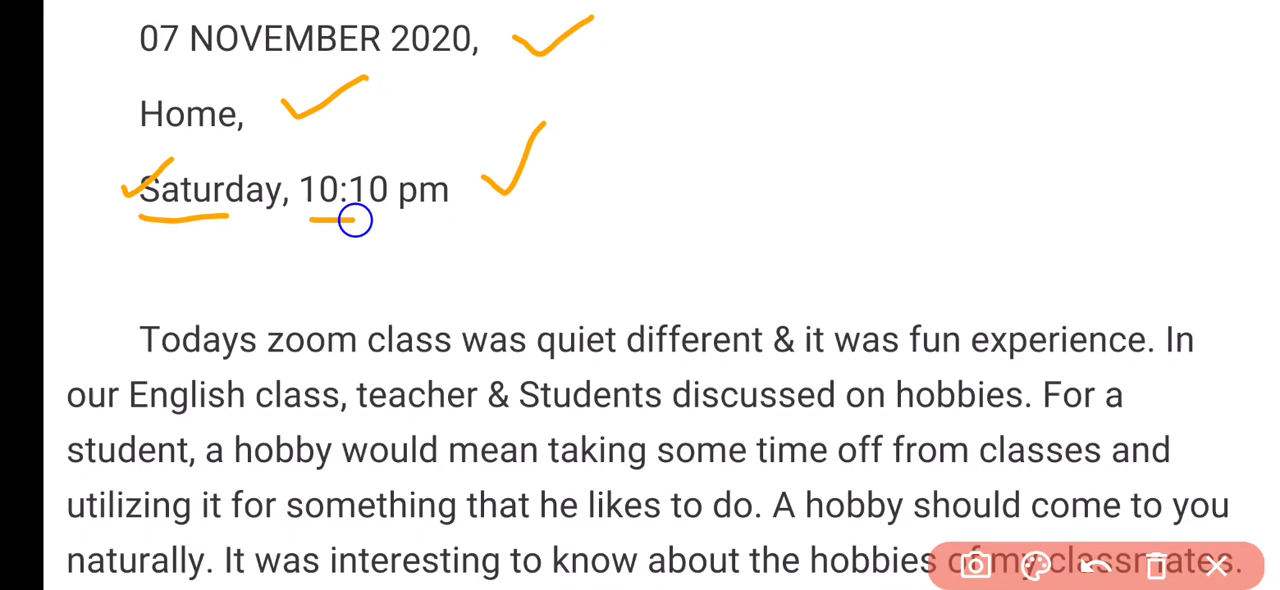 07 NOVEMBER 2020,
Home,
Saturday, 10:10 pm
Todays zoom class was quiet different & it was fun experience. In
our English class, teacher & Students discussed on hobbies. For a
student, a hobby would mean taking some time off from classes and
utilizing it for something that he likes to do. A hobby should come to you
naturally. It was interesting to know about the hobbies of my classmates.